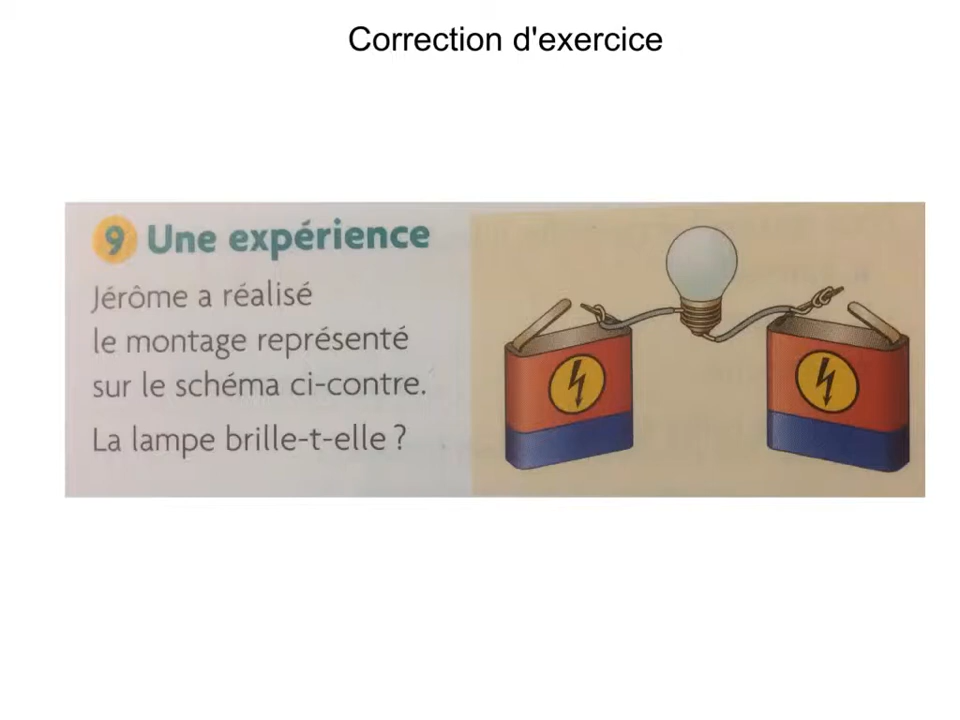 Correction d'exercice
9 Une expérience
Jérôme a réalisé
le montage représenté
sur le schéma ci-contre.
La lampe brille-t-elle ?